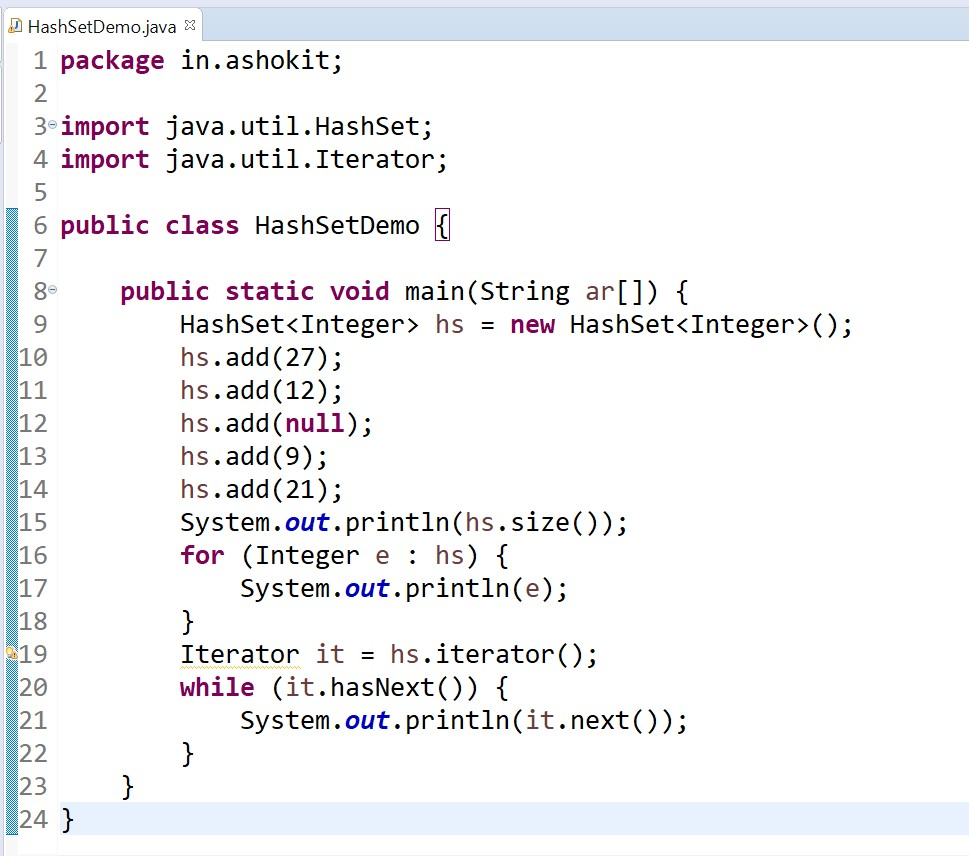 HashSetDemo.java
1 package in.ashokit;
2
3 import java.util.HashSet;
4 import java.util.Iterator;
5
6 public class HashSetDemo {
7
8     public static void main(String ar[]) {
9         HashSet<Integer> hs = new HashSet<Integer>();
10         hs.add(27);
11         hs.add(12);
12         hs.add(null);
13         hs.add(9);
14         hs.add(21);
15         System.out.println(hs.size());
16         for (Integer e : hs) {
17             System.out.println(e);
18         }
19         Iterator it = hs.iterator();
20         while (it.hasNext()) {
21             System.out.println(it.next());
22         }
23     }
24 }